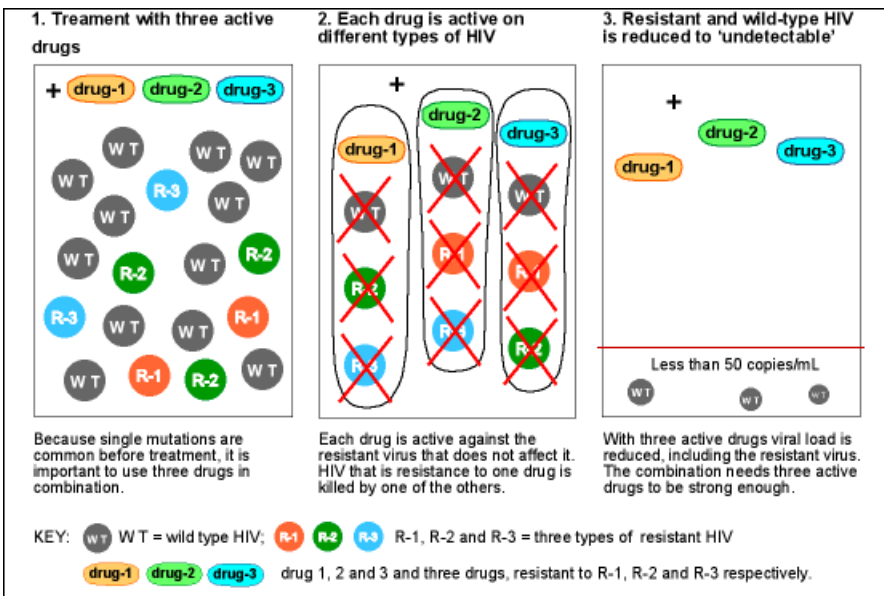 1. Treament with three active
drugs
+ drug-1 drug-2 drug-3
W T
W T
W T
W T
R-3
W T
W T
W T
W T
R-2
R-2
R-3
W T
W T
R-1
W T
R-1
R-2
W T
Because single mutations are
common before treatment, it is
important to use three drugs in
combination.
2. Each drug is active on
different types of HIV
+
drug-1
W T
R-2
R-3
drug-2
W T
R-1
R-3
drug-3
W T
R-1
R-2
Each drug is active against the
resistant virus that does not affect it.
HIV that is resistance to one drug is
killed by one of the others.
3. Resistant and wild-type HIV
is reduced to ‘undetectable’
+
drug-1
drug-2
drug-3
Less than 50 copies/mL
W T
W T
W T
With three active drugs viral load is
reduced, including the resistant virus.
The combination needs three active
drugs to be strong enough.
KEY: W T W T = wild type HIV; R-1 R-2 R-3 R-1, R-2 and R-3 = three types of resistant HIV
drug-1 drug-2 drug-3 drug 1, 2 and 3 and three drugs, resistant to R-1, R-2 and R-3 respectively.